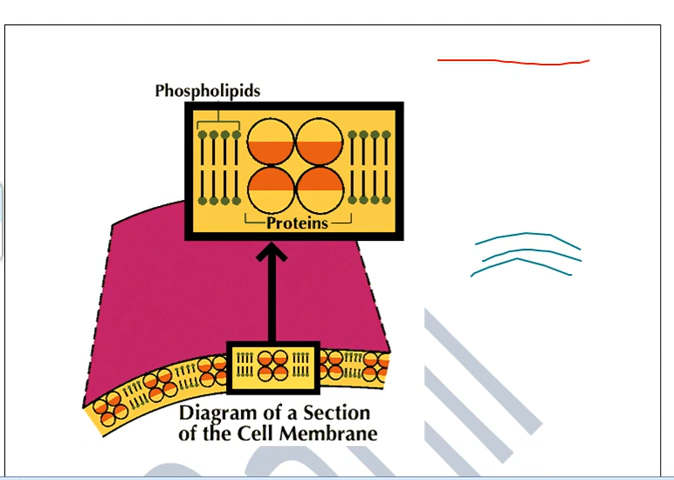 Phospholipids
Proteins
Diagram of a Section
of the Cell Membrane